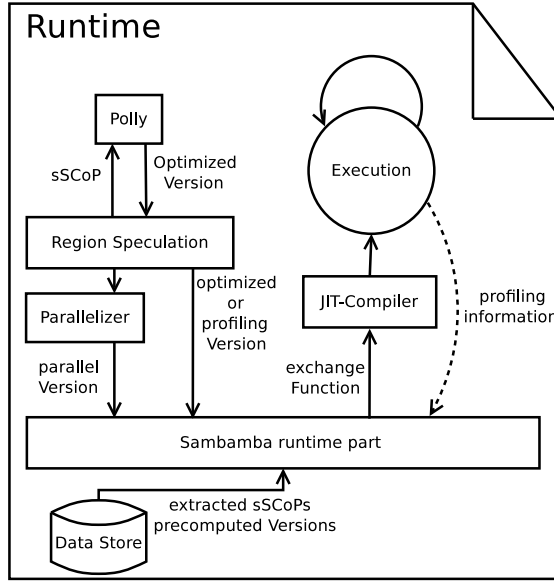 Runtime
Polly
sSCoP
Optimized
Version
Execution
Region Speculation
optimized
or
profiling
Version
JIT-Compiler
profiling
information
Parallelizer
parallel
Version
exchange
Function
Sambamba runtime part
extracted sSCoPs
precomputed Versions
Data Store